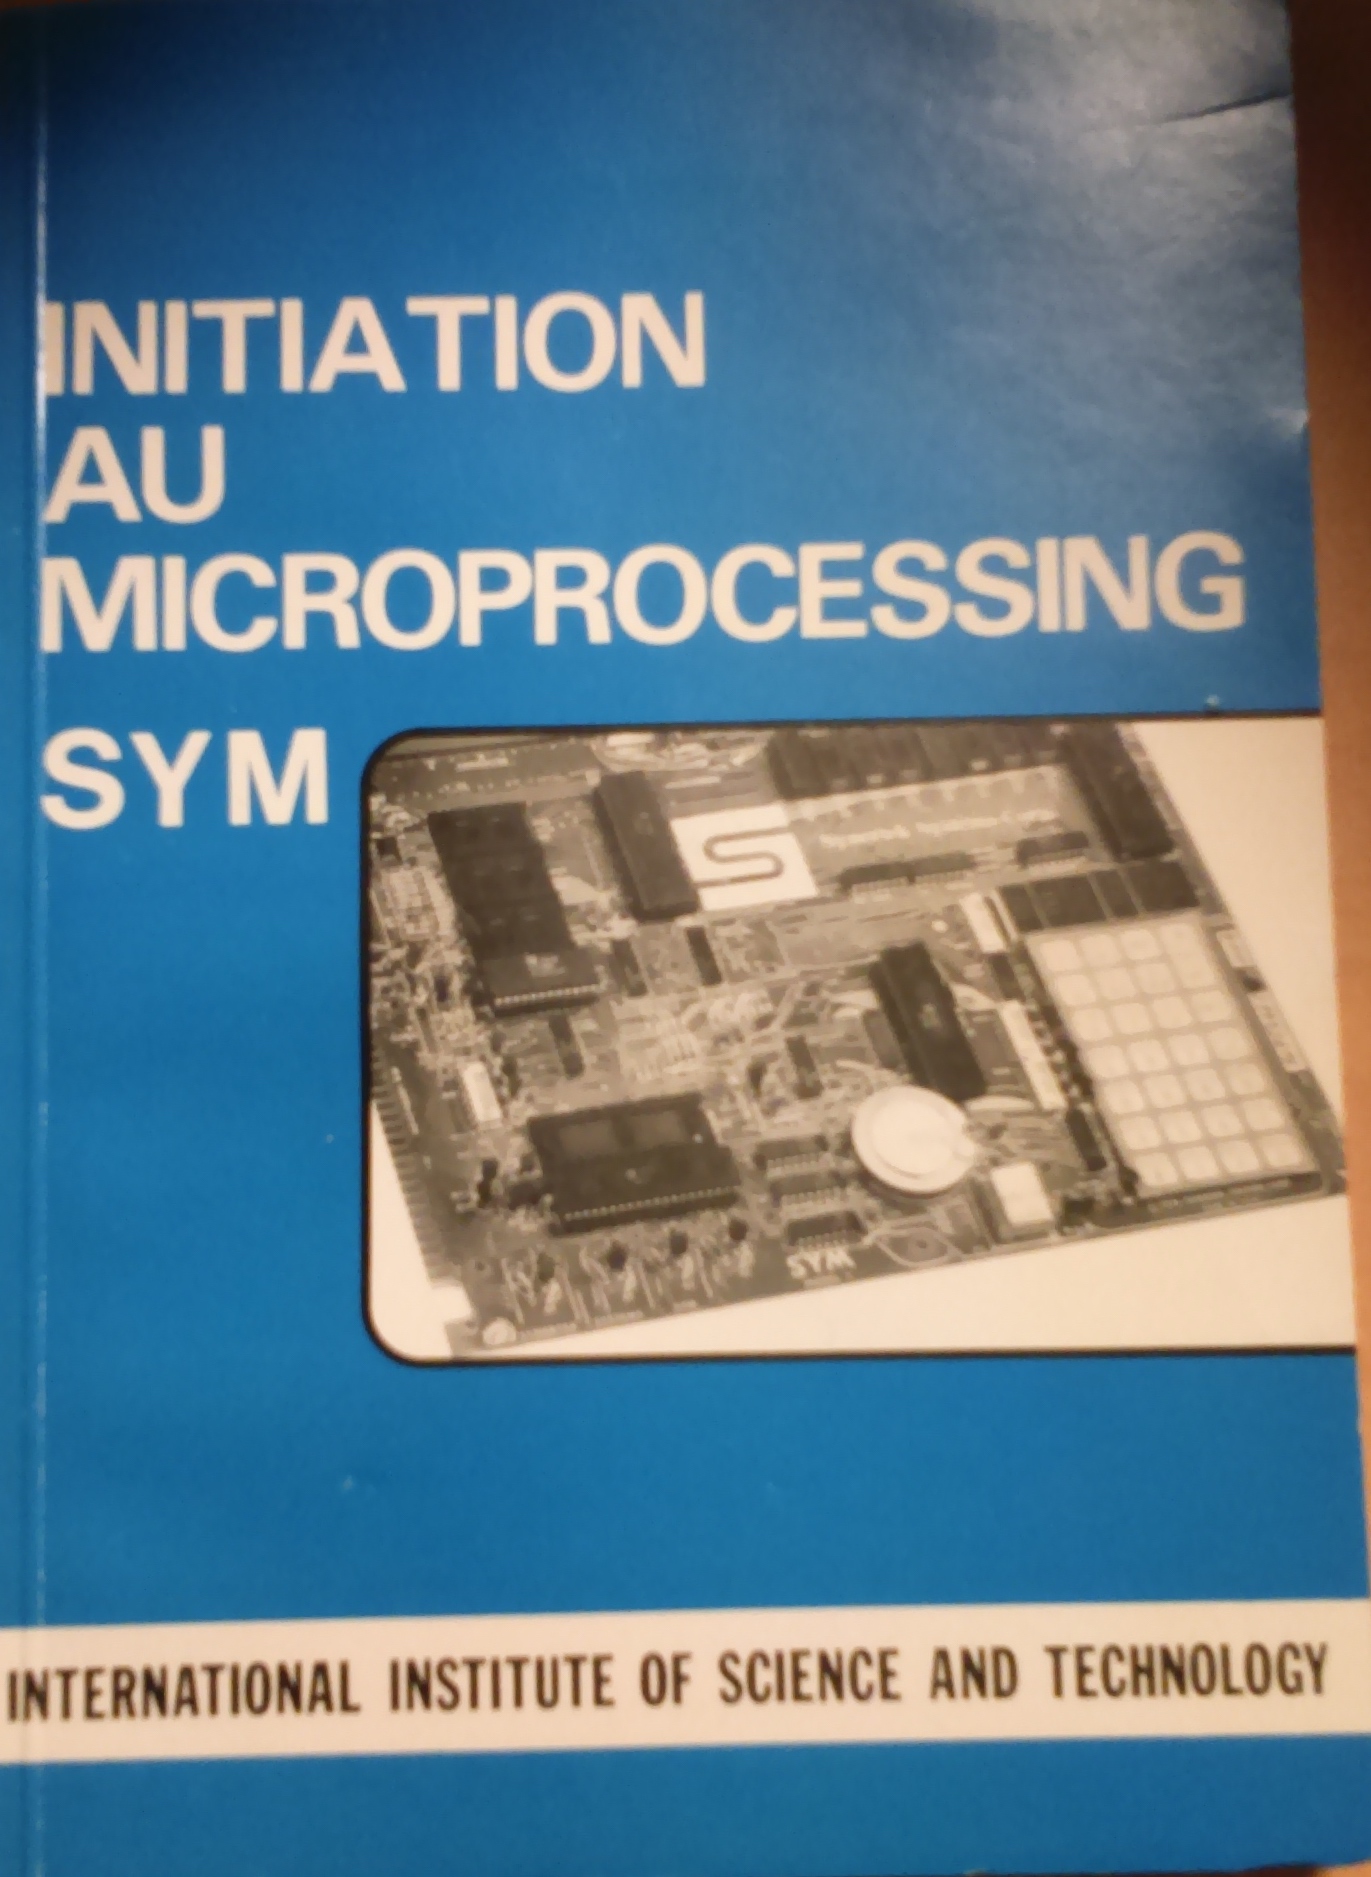 INITIATION
AU
MICROPROCESSING
SYM
S
SYM
INTERNATIONAL INSTITUTE OF SCIENCE AND TECHNOLOGY